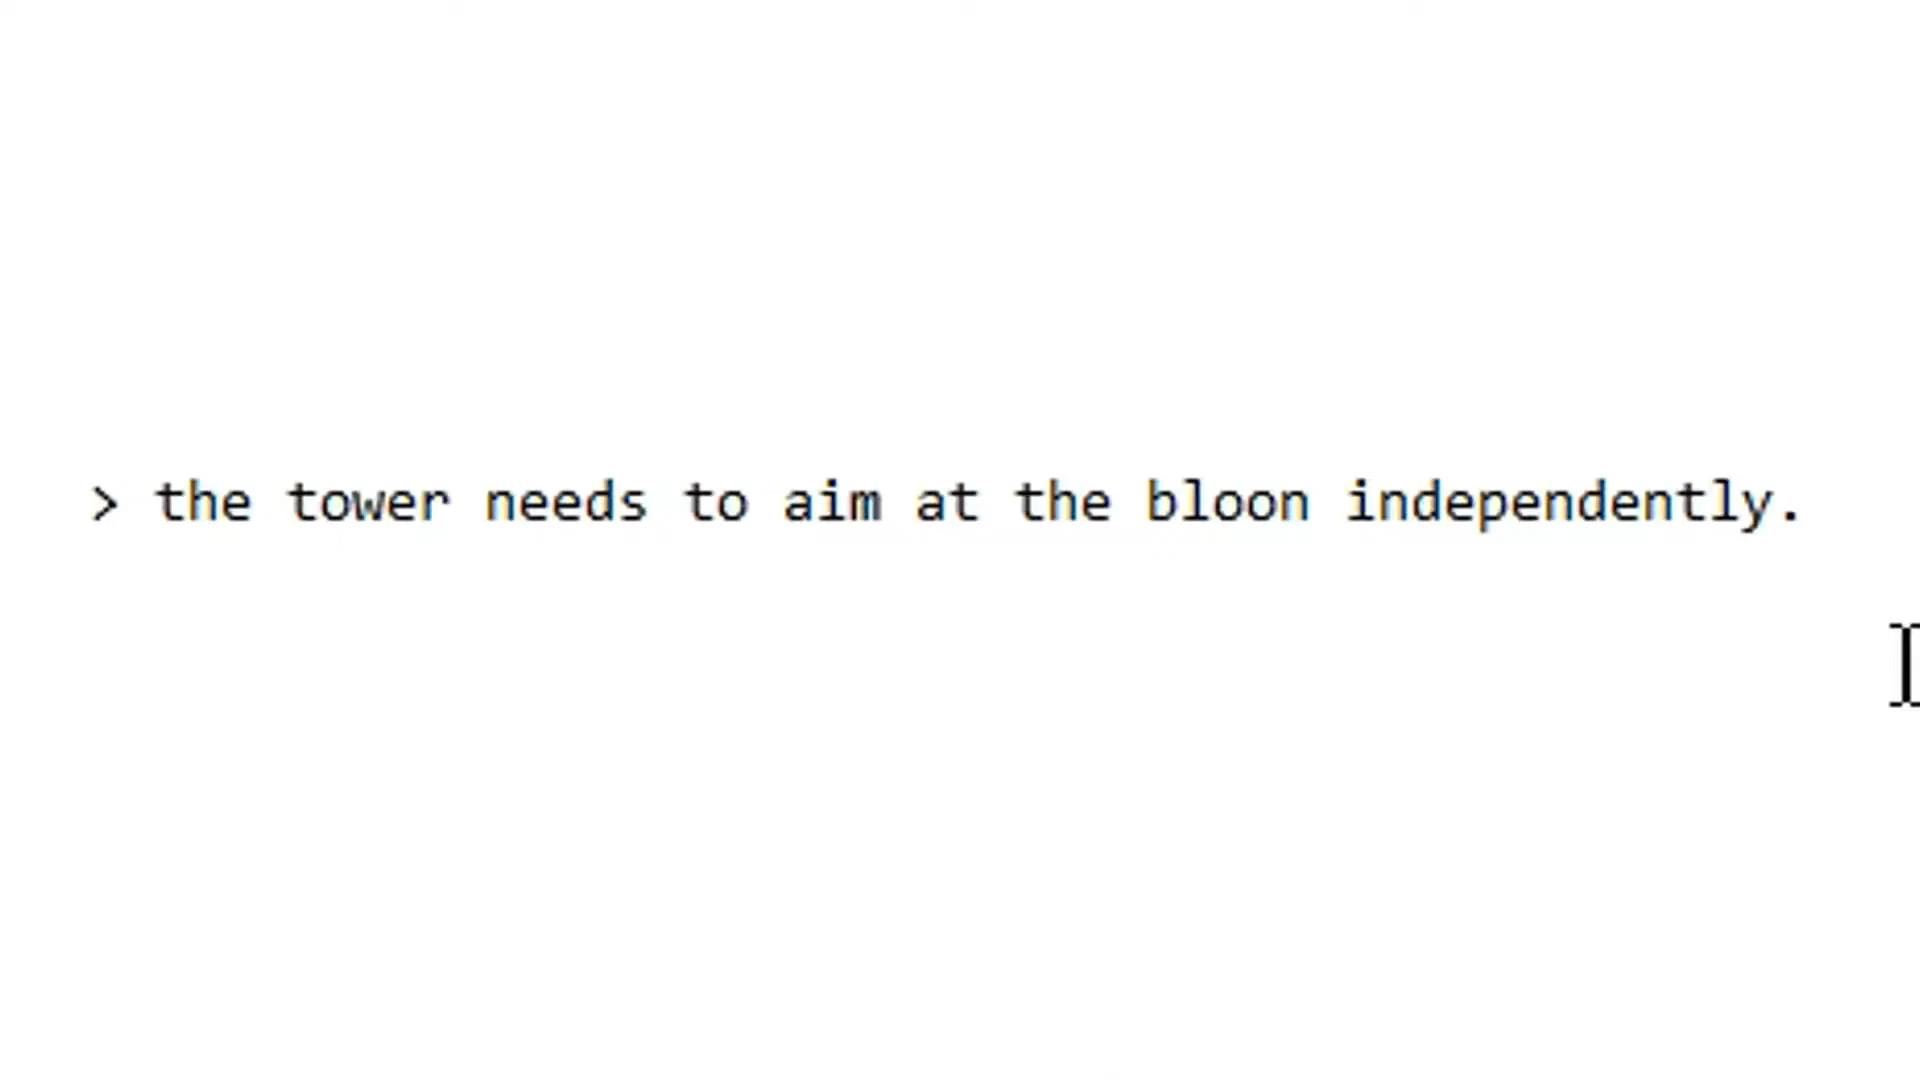 > the tower needs to aim at the bloon independently.